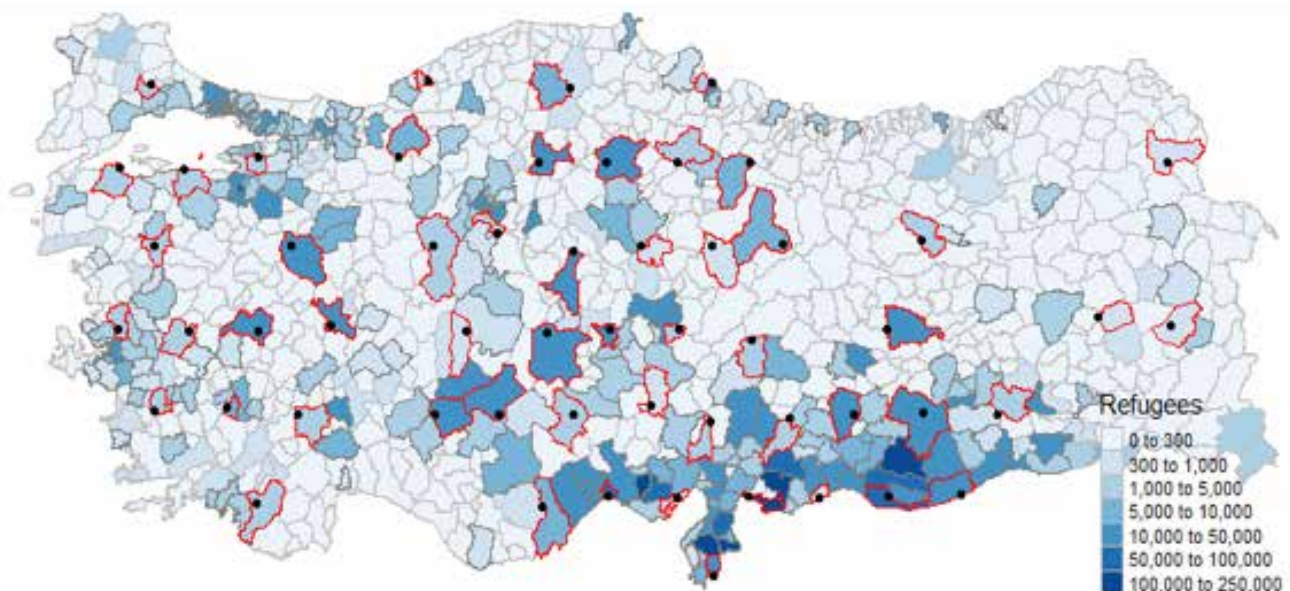 Refugees
0 to 300
300 to 1,000
1,000 to 5,000
5,000 to 10,000
10,000 to 50,000
50,000 to 100,000
100,000 to 250,000